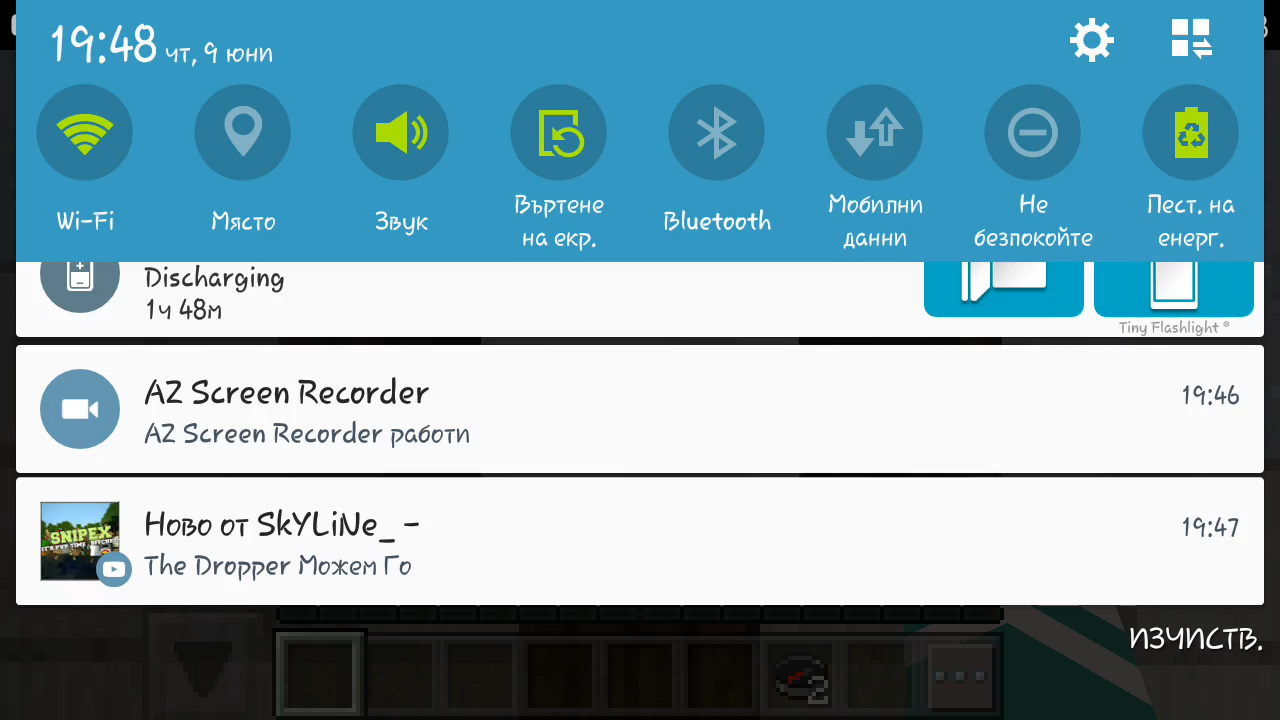 19:48 чт, 9 юни
Wi-Fi
Място
Звук
Въртене
на екр.
Bluetooth
Мобилни
данни
Не
безпокойте
Пест. на
енерг.
Discharging
1ч 48м
Tiny Flashlight ®
AZ Screen Recorder
19:46
AZ Screen Recorder работи
Ново от SkYLiNe_ -
19:47
The Dropper Можем Го
SNIPEX
ИЗЧИСТВ.
2